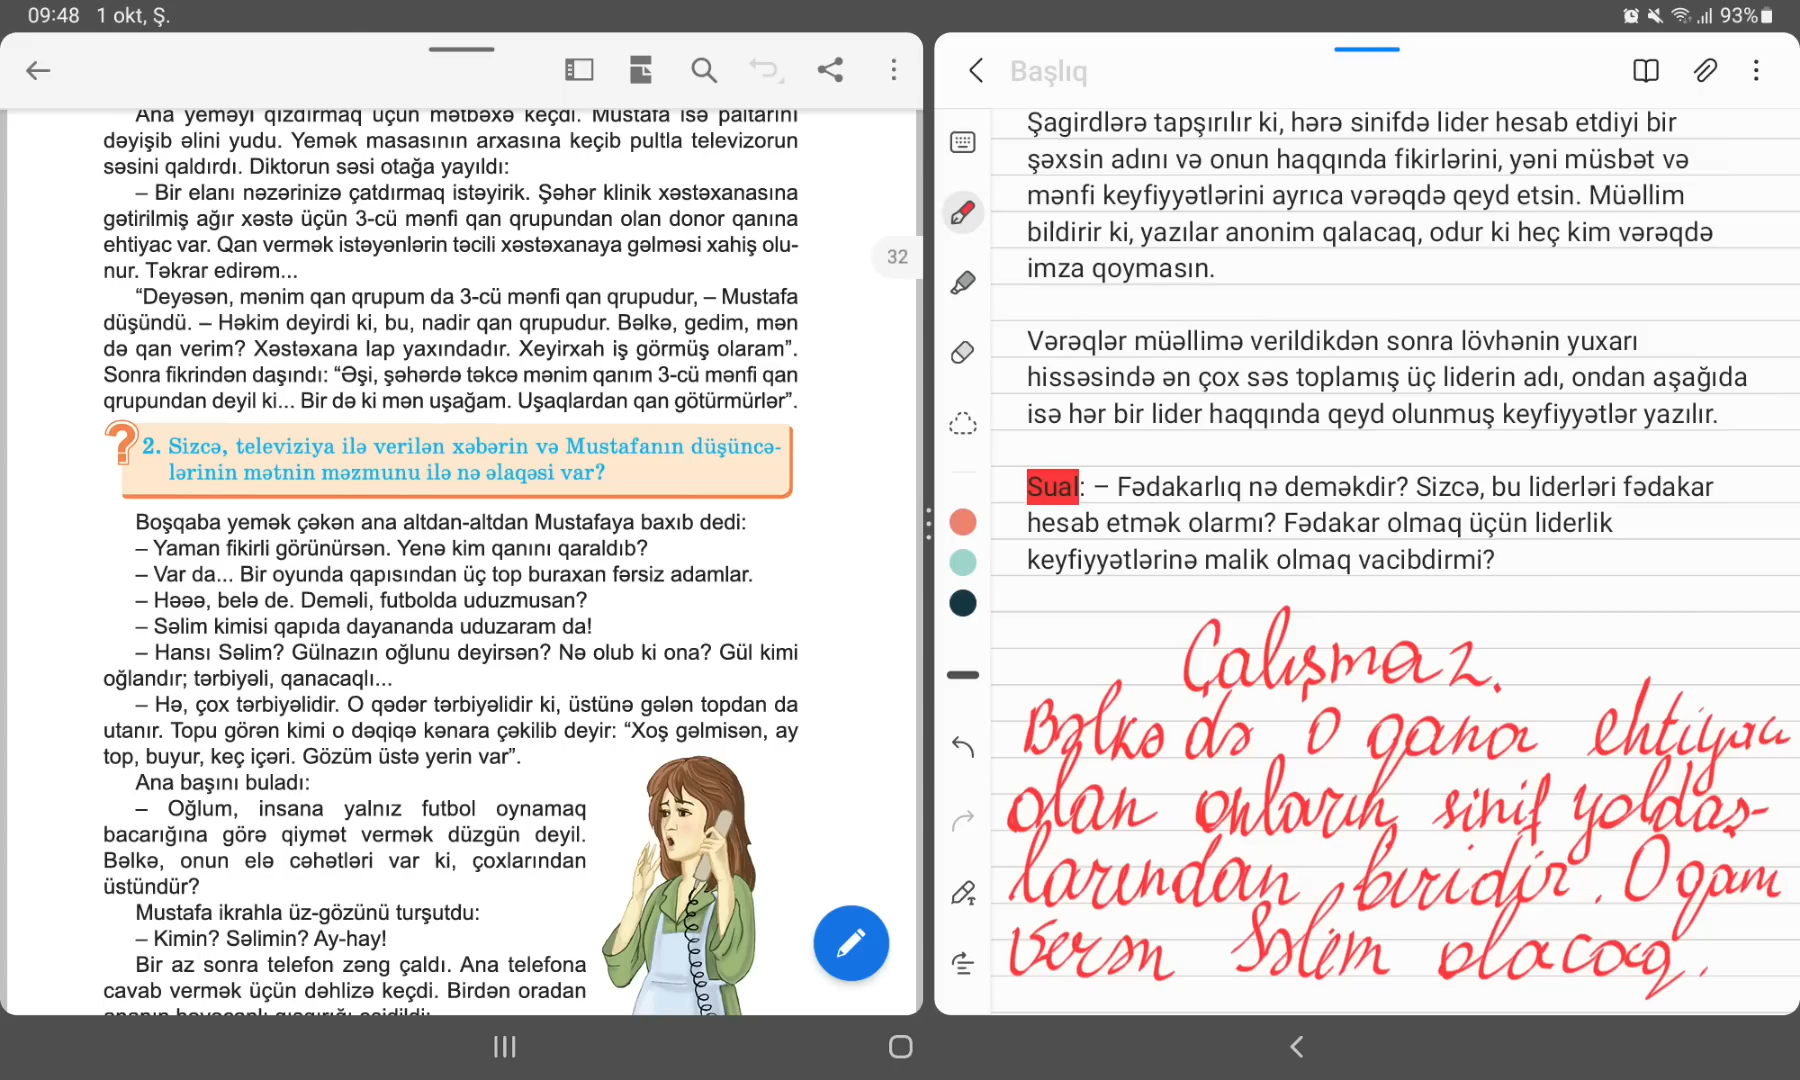 09:48 1 okt, Ş.
93%
Ana yeməyi qızdırmaq üçün mətbəxə keçdi. Mustafa isə paltarını
dəyişib əlini yudu. Yemək masasının arxasına keçib pultla televizorun
səsini qaldırdı. Diktorun səsi otağa yayıldı:
– Bir elanı nəzərinizə çatdırmaq istəyirik. Şəhər klinik xəstəxanasına
gətirilmiş ağır xəstə üçün 3-cü mənfi qan qrupundan olan donor qanına
ehtiyac var. Qan vermək istəyənlərin təcili xəstəxanaya gəlməsi xahiş olu-
nur. Təkrar edirəm...
“Deyəsən, mənim qan qrupum da 3-cü mənfi qan qrupudur, – Mustafa
düşündü. – Həkim deyirdi ki, bu, nadir qan qrupudur. Bəlkə, gedim, mən
də qan verim? Xəstəxana lap yaxındadır. Xeyirxah iş görmüş olaram”.
Sonra fikrindən daşındı: “Əşi, şəhərdə təkcə mənim qanım 3-cü mənfi qan
qrupundan deyil ki... Bir də ki mən uşağam. Uşaqlardan qan götürmürlər”.
32
? 2. Sizcə, televiziya ilə verilən xəbərin və Mustafanın düşüncə-
lərinin mətnin məzmunu ilə nə əlaqəsi var?
Boşqaba yemək çəkən ana altdan-altdan Mustafaya baxıb dedi:
– Yaman fikirli görünürsən. Yenə kim qanını qaraldıb?
– Var da... Bir oyunda qapısından üç top buraxan fərsiz adamlar.
– Həəə, belə de. Deməli, futbolda uduzmusan?
– Səlim kimisi qapıda dayananda uduzaram da!
– Hansı Səlim? Gülnazın oğlunu deyirsən? Nə olub ki ona? Gül kimi
oğlandır; tərbiyəli, qanacaqlı...
– Hə, çox tərbiyəlidir. O qədər tərbiyəlidir ki, üstünə gələn topdan da
utanır. Topu görən kimi o dəqiqə kənara çəkilib deyir: “Xoş gəlmisən, ay
top, buyur, keç içəri. Gözüm üstə yerin var”.
Ana başını buladı:
– Oğlum, insana yalnız futbol oynamaq
bacarığına görə qiymət vermək düzgün deyil.
Bəlkə, onun elə cəhətləri var ki, çoxlarından
üstündür?
Mustafa ikrahla üz-gözünü turşutdu:
– Kimin? Səlimin? Ay-hay!
Bir az sonra telefon zəng çaldı. Ana telefona
cavab vermək üçün dəhlizə keçdi. Birdən oradan
Başlıq
Şagirdlərə tapşırılır ki, hərə sinifdə lider hesab etdiyi bir
şəxsin adını və onun haqqında fikirlərini, yəni müsbət və
mənfi keyfiyyətlərini ayrıca vərəqdə qeyd etsin. Müəllim
bildirir ki, yazılar anonim qalacaq, odur ki heç kim vərəqdə
imza qoymasın.
Vərəqlər müəllimə verildikdən sonra lövhənin yuxarı
hissəsində ən çox səs toplamış üç liderin adı, ondan aşağıda
isə hər bir lider haqqında qeyd olunmuş keyfiyyətlər yazılır.
Sual: – Fədakarlıq nə deməkdir? Sizcə, bu liderləri fədakar
hesab etmək olarmı? Fədakar olmaq üçün liderlik
keyfiyyətlərinə malik olmaq vacibdirmi?
Çalışmaz.
Bəlkə də o qana ehtiyacı
olan onların sinif yoldaş-
larından biridir. O qanı
verən Səlim olacaq.